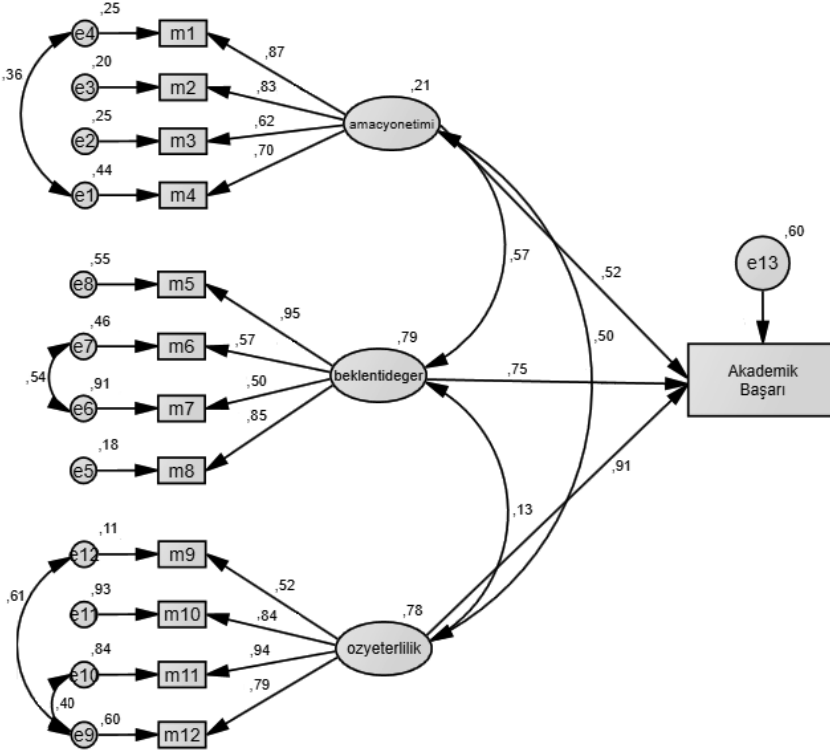 ,25
e4
m1
,36
,20
e3
m2
,25
e2
m3
,44
e1
m4
,87
,83
,62
,70
,21
amacyonetimi
,57
,52
,50
,60
e13
,55
e8
m5
,46
e7
m6
,54
,91
e6
m7
,18
e5
m8
,95
,57
,50
,85
,79
beklentideger
,75
Akademik
Başarı
,91
,13
,11
e12
m9
,61
,93
e11
m10
,84
e10
m11
,40
,60
e9
m12
,52
,84
,94
,79
,78
ozyeterlilik